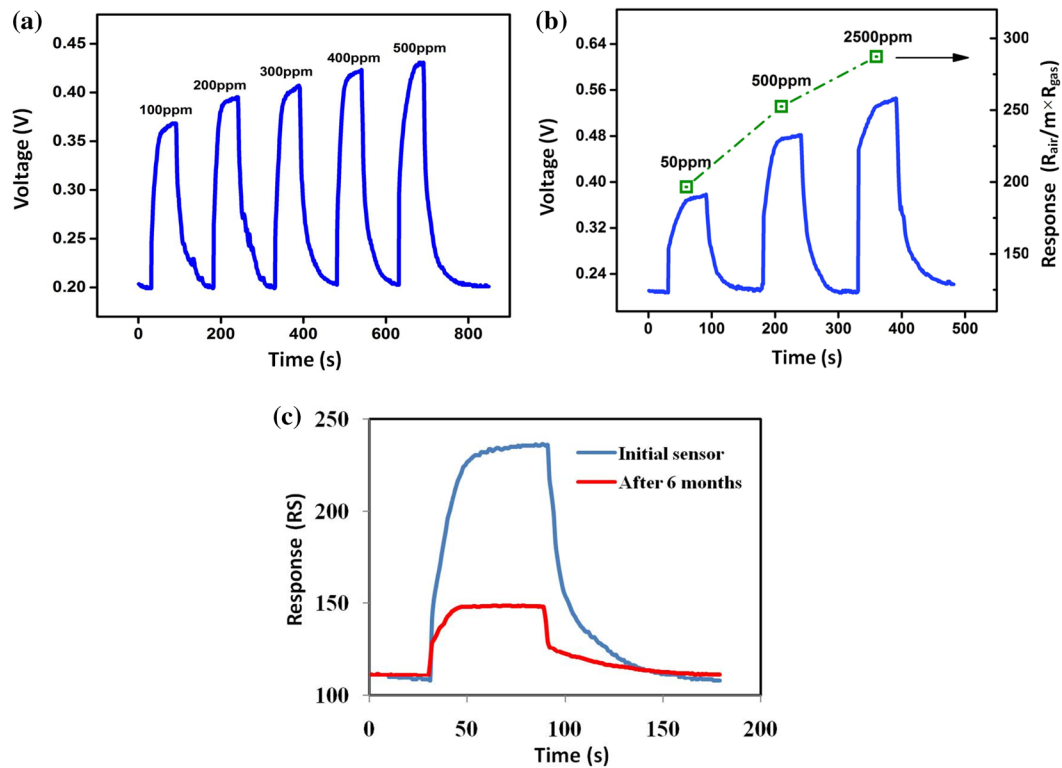 (a)
0.45
0.40
0.35
0.30
0.25
0.20
Voltage (V)
100ppm
200ppm
300ppm
400ppm
500ppm
0
200
400
600
800
Time (s)
(b)
0.64
0.56
0.48
0.40
0.32
0.24
Voltage (V)
50ppm
500ppm
2500ppm
300
250
200
150
Response (Rair/m×Rgas)
0
100
200
300
400
500
Time (s)
(c)
250
200
150
100
Response (RS)
Initial sensor
After 6 months
0
50
100
150
200
Time (s)